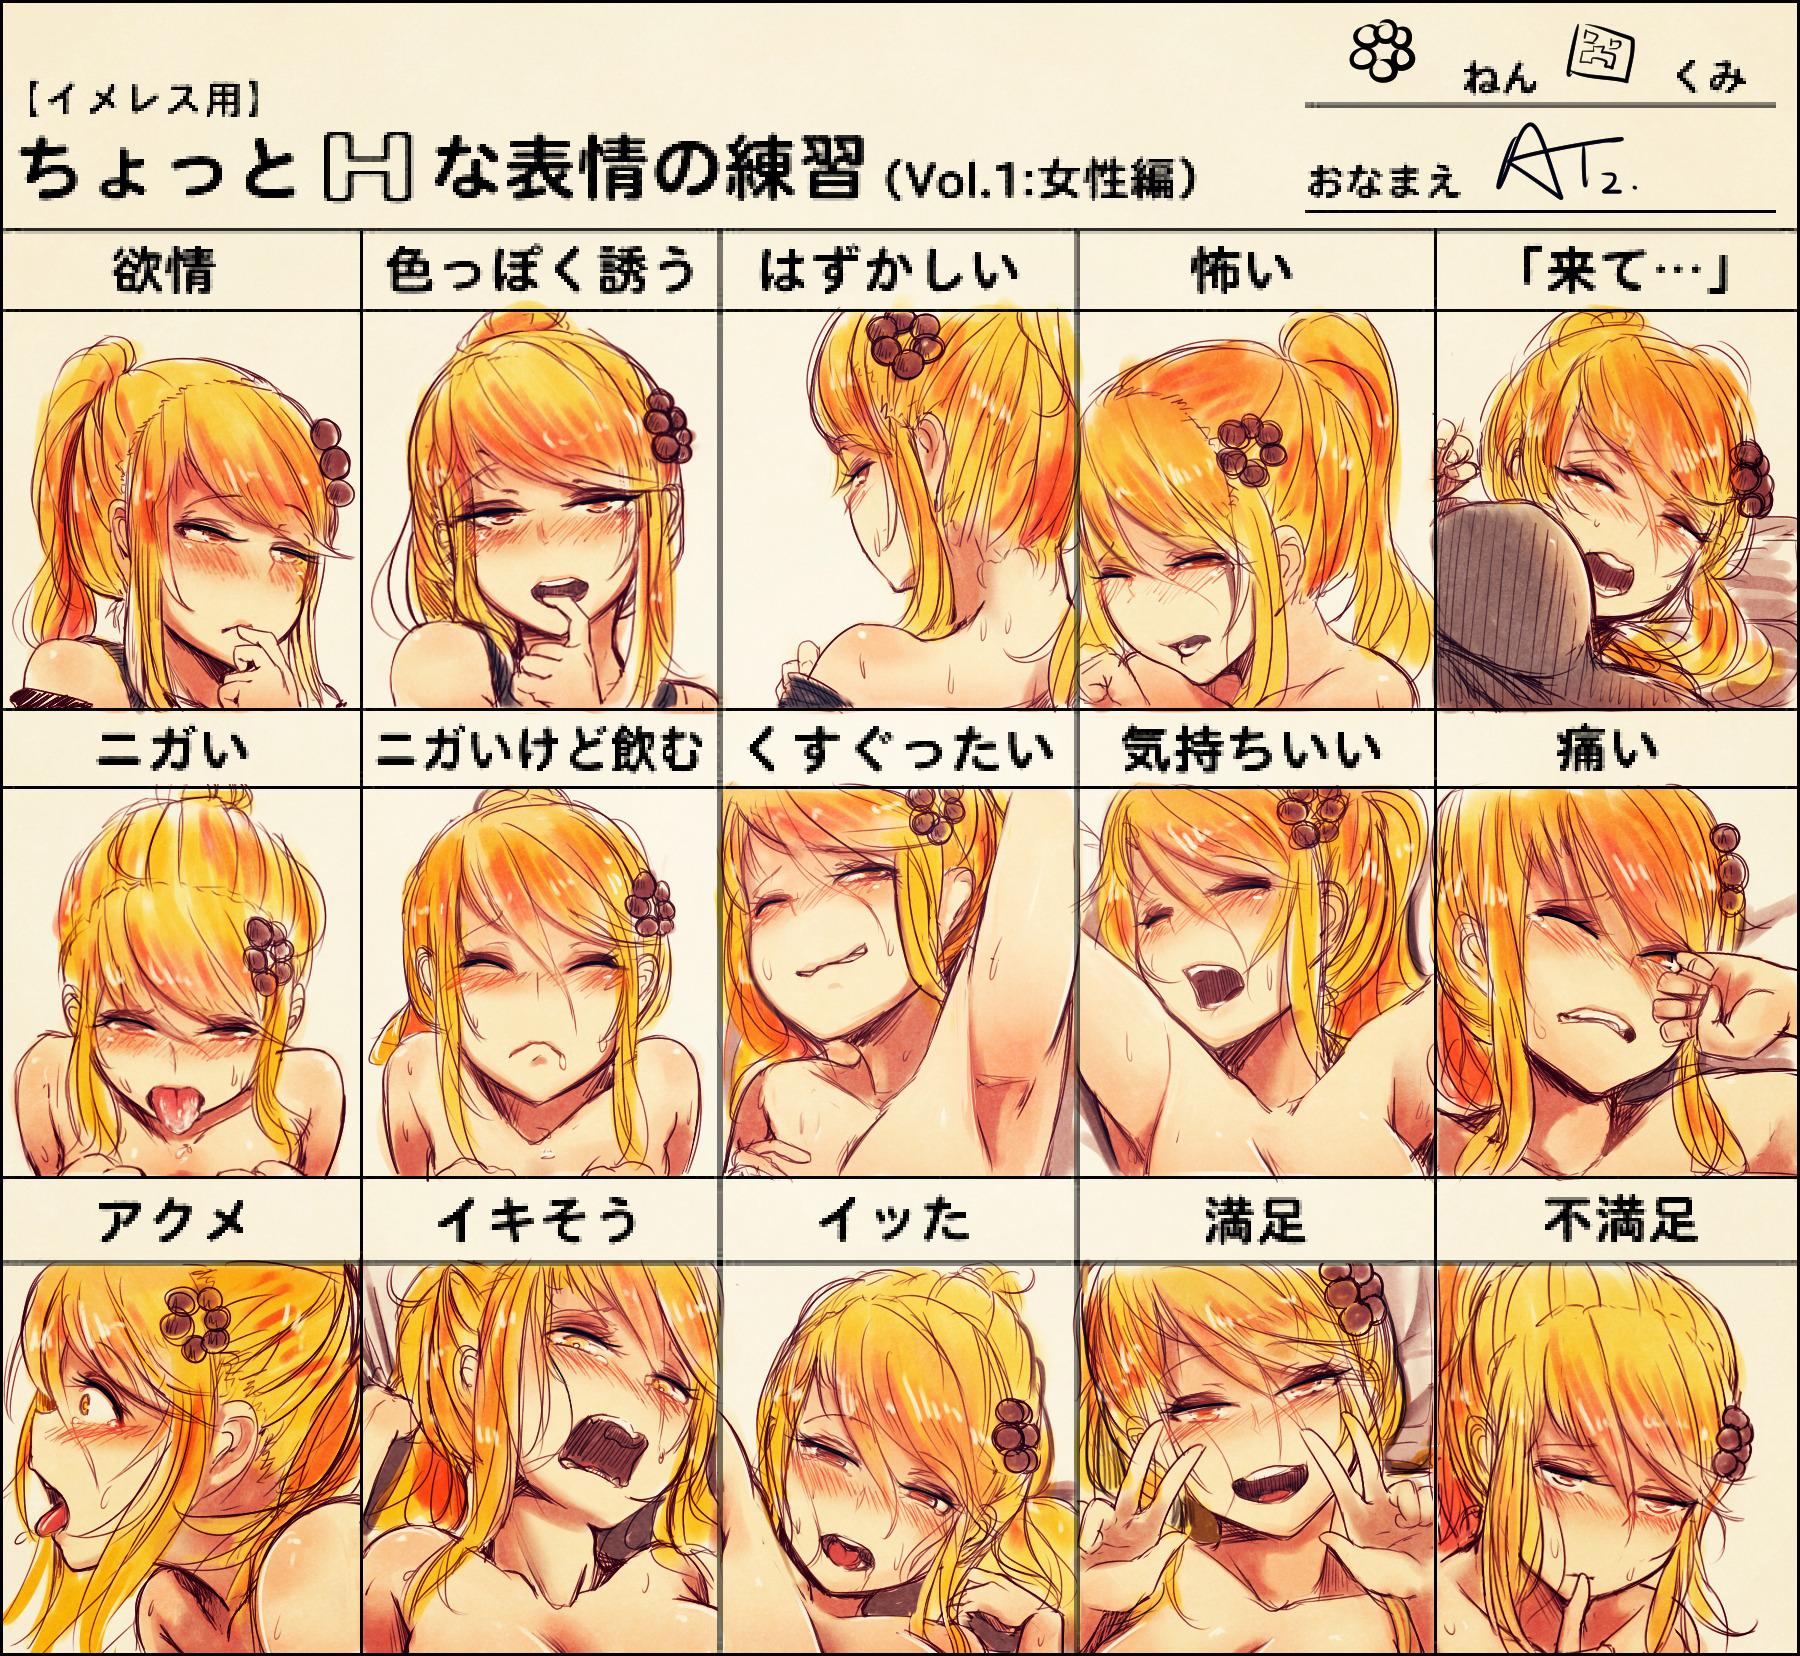 ねん くみ
【イメレス用】
ちょっとHな表情の練習（Vol.1:女性編）
おなまえ AT2.
欲情
色っぽく誘う
はずかしい
怖い
「来て…」
ニガい
ニガいけど飲む
くすぐったい
気持ちいい
痛い
アクメ
イキそう
イッた
満足
不満足